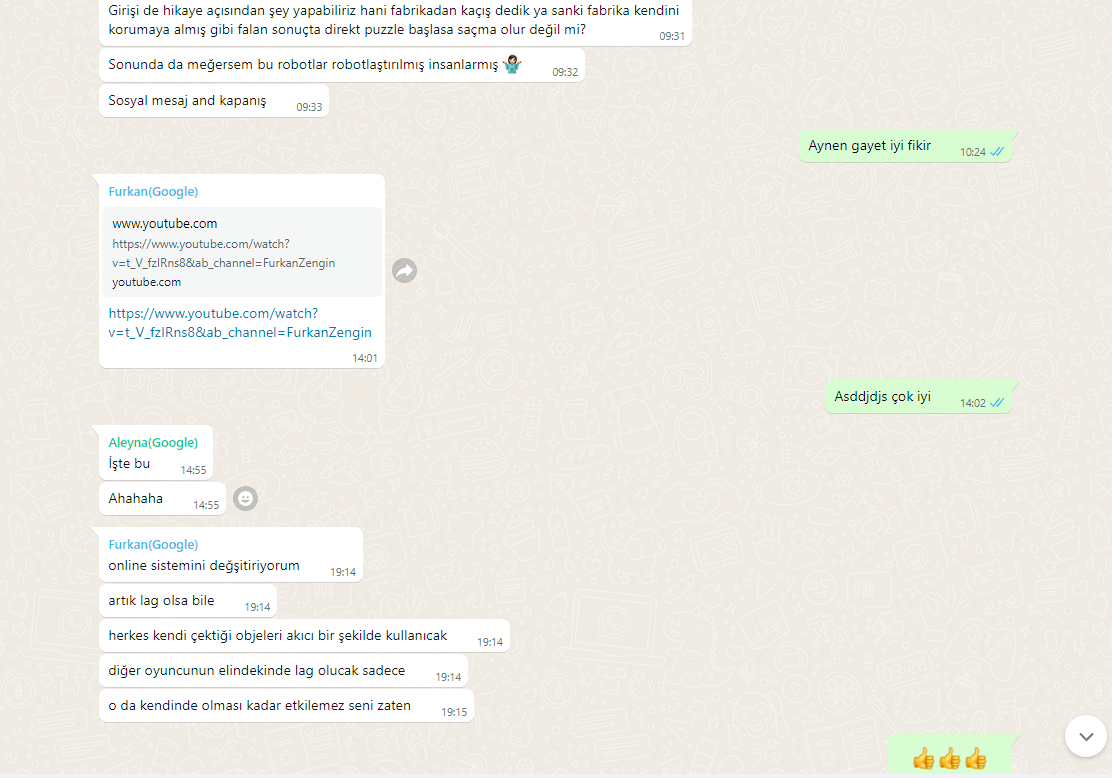 Girişi de hikaye açısından şey yapabiliriz hani fabrikadan kaçış dedik ya sanki fabrika kendini
korumaya almış gibi falan sonuçta direkt puzzle başlasa saçma olur değil mi?
09:31
Sonunda da meğersem bu robotlar robotlaştırılmış insanlarmış 🤷🏻‍♀️
09:32
Sosyal mesaj and kapanış
09:33
Aynen gayet iyi fikir
10:24
Furkan(Google)
www.youtube.com
https://www.youtube.com/watch?
v=t_V_fzIRns8&ab_channel=FurkanZengin
youtube.com
https://www.youtube.com/watch?
v=t_V_fzIRns8&ab_channel=FurkanZengin
14:01
Asddjdjs çok iyi
14:02
Aleyna(Google)
İşte bu
14:55
Ahahaha
14:55
Furkan(Google)
online sistemini değşitiriyorum
19:14
artık lag olsa bile
19:14
herkes kendi çektiği objeleri akıcı bir şekilde kullanıcak
19:14
diğer oyuncunun elindekinde lag olucak sadece
19:14
o da kendinde olması kadar etkilemez seni zaten
19:15
👍👍👍